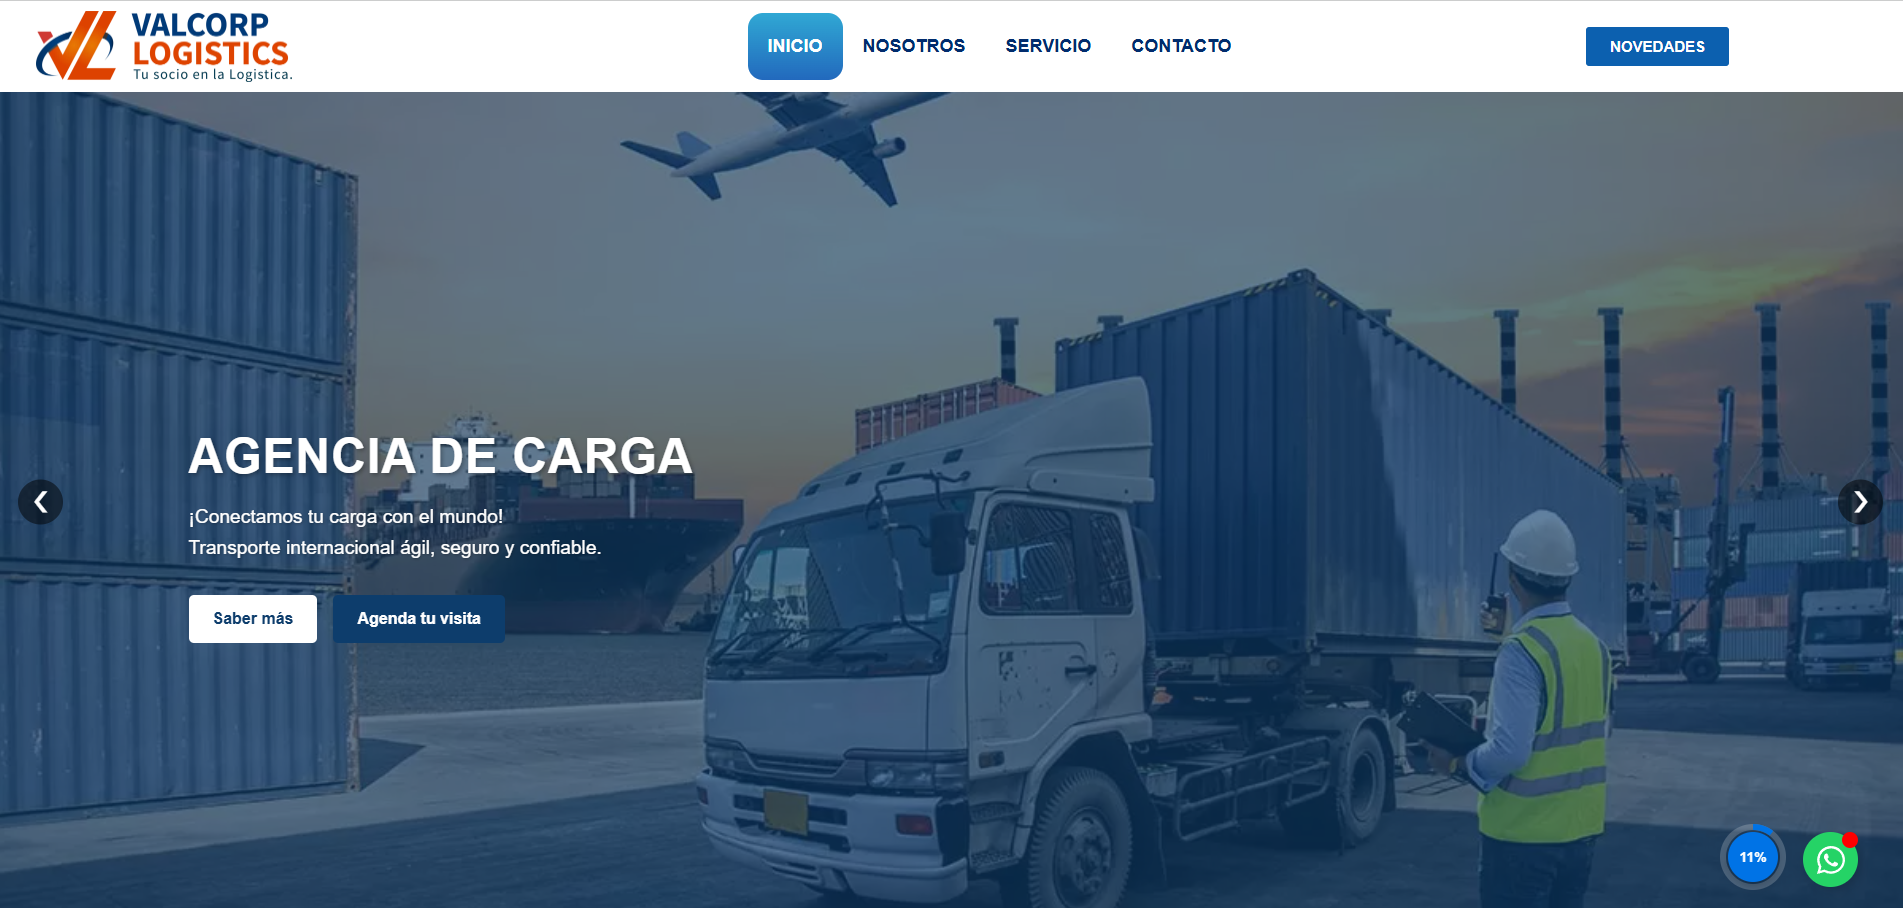 VALCORP
LOGISTICS
Tu socio en la Logistica.
INICIO
NOSOTROS
SERVICIO
CONTACTO
NOVEDADES
AGENCIA DE CARGA
¡Conectamos tu carga con el mundo!
Transporte internacional ágil, seguro y confiable.
Saber más
Agenda tu visita
11%